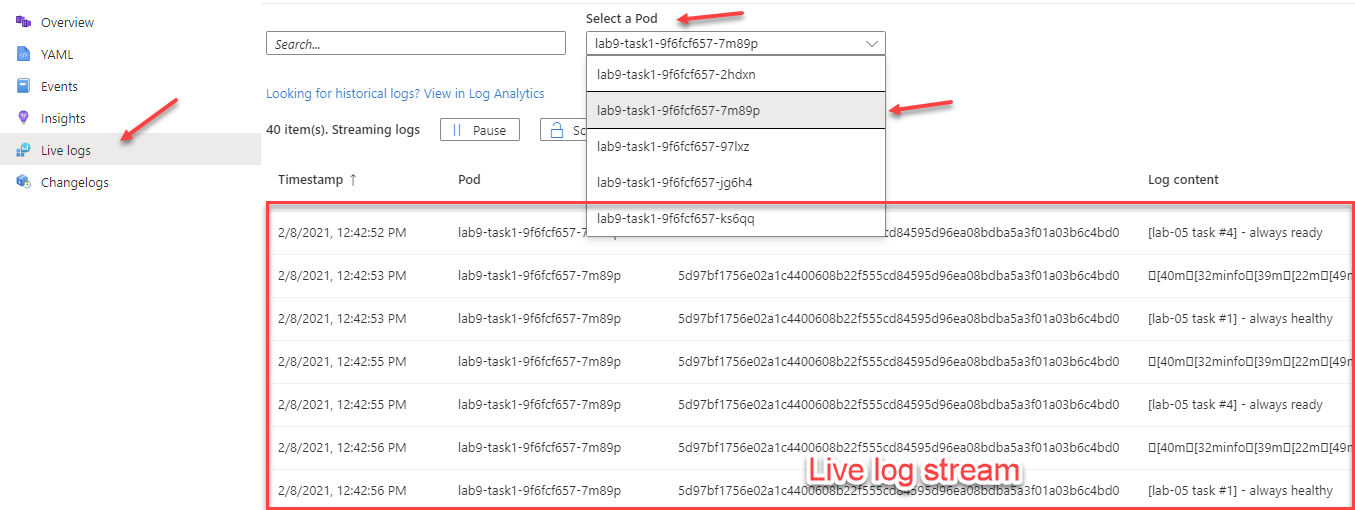 Overview
YAML
Events
Insights
Live logs
Changelogs
Select a Pod
Search...
lab9-task1-9f6fcf657-7m89p
lab9-task1-9f6fcf657-2hdxn
lab9-task1-9f6fcf657-7m89p
lab9-task1-9f6fcf657-97lxz
lab9-task1-9f6fcf657-jg6h4
lab9-task1-9f6fcf657-ks6qq
Looking for historical logs? View in Log Analytics
40 item(s). Streaming logs Pause
Timestamp ↑ Pod Log content
2/8/2021, 12:42:52 PM lab9-task1-9f6fcf657-7m89p cd84595d96ea08bdba5a3f01a03b6c4bd0 [lab-05 task #4] - always ready
2/8/2021, 12:42:53 PM lab9-task1-9f6fcf657-7m89p 5d97bf1756e02a1c4400608b22f555cd84595d96ea08bdba5a3f01a03b6c4bd0 □[40m□[32minfo□[39m□[22m□[49m
2/8/2021, 12:42:53 PM lab9-task1-9f6fcf657-7m89p 5d97bf1756e02a1c4400608b22f555cd84595d96ea08bdba5a3f01a03b6c4bd0 [lab-05 task #1] - always healthy
2/8/2021, 12:42:55 PM lab9-task1-9f6fcf657-7m89p 5d97bf1756e02a1c4400608b22f555cd84595d96ea08bdba5a3f01a03b6c4bd0 □[40m□[32minfo□[39m□[22m□[49m
2/8/2021, 12:42:55 PM lab9-task1-9f6fcf657-7m89p 5d97bf1756e02a1c4400608b22f555cd84595d96ea08bdba5a3f01a03b6c4bd0 [lab-05 task #4] - always ready
2/8/2021, 12:42:56 PM lab9-task1-9f6fcf657-7m89p 5d97bf1756e02a1c4400608b22f555cd84595d96ea08bdba5a3f01a03b6c4bd0 □[40m□[32minfo□[39m□[22m□[49m
2/8/2021, 12:42:56 PM lab9-task1-9f6fcf657-7m89p 5d97bf1756e02a1c4400608b22f555cd84595d96ea08bdba5a3f01a03b6c4bd0 [lab-05 task #1] - always healthy
Live log stream